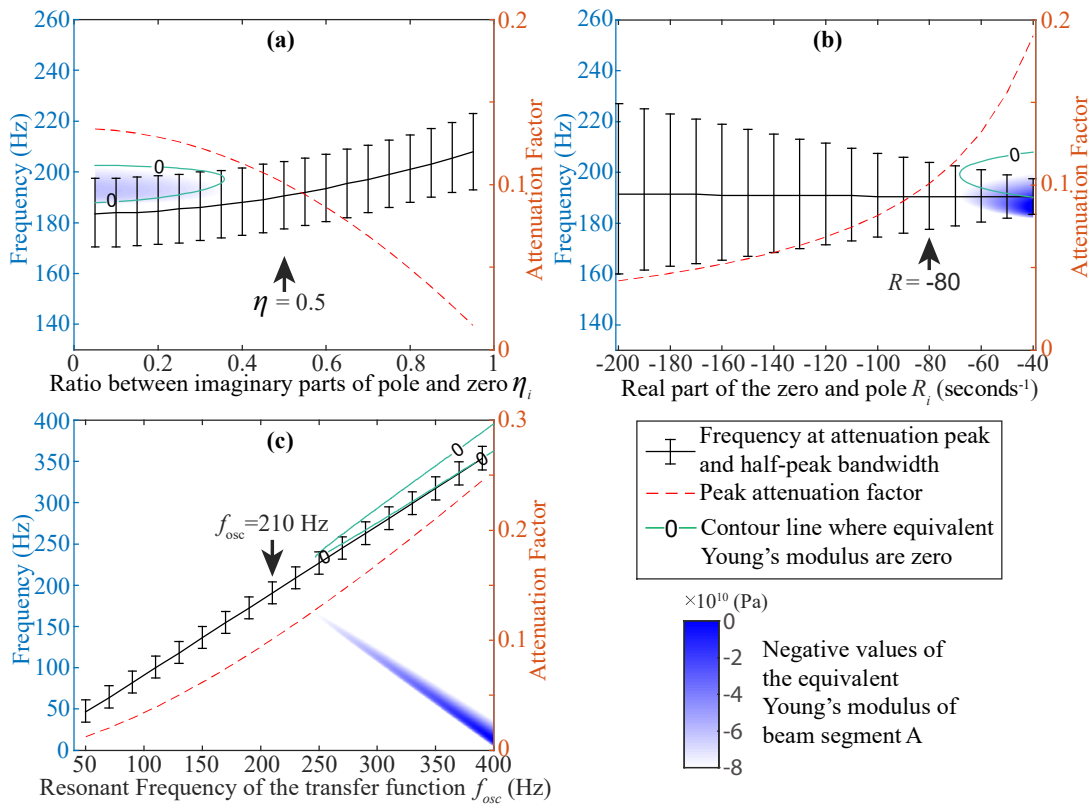 (a)
260
240
220
200
180
160
140
Frequency (Hz)
0.2
0.1
0
Attenuation Factor
0
0
η = 0.5
0 0.2 0.4 0.6 0.8 1
Ratio between imaginary parts of pole and zero ηi
(b)
260
240
220
200
180
160
140
Frequency (Hz)
0.2
0.1
0
Attenuation Factor
0
0
R = -80
-200 -180 -160 -140 -120 -100 -80 -60 -40
Real part of the zero and pole Ri (seconds-1)
(c)
400
350
300
250
200
150
100
50
0
Frequency (Hz)
0.3
0.2
0.1
0
Attenuation Factor
0
0
0
fosc=210 Hz
50 100 150 200 250 300 350 400
Resonant Frequency of the transfer function fosc (Hz)
Frequency at attenuation peak
and half-peak bandwidth
Peak attenuation factor
0
Contour line where equivalent
Young's modulus are zero
×10¹⁰ (Pa)
0
-2
-4
-6
-8
Negative values of
the equivalent
Young's modulus of
beam segment A